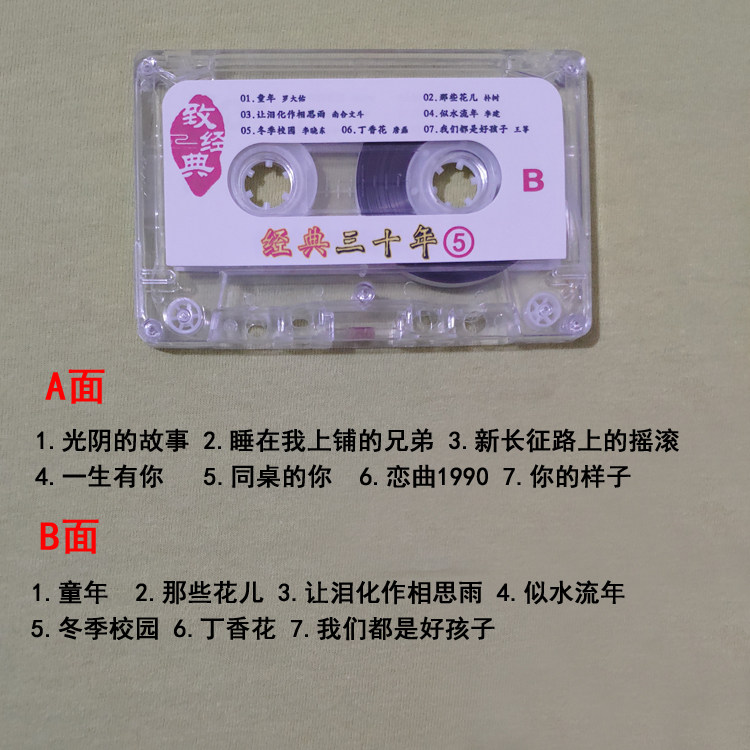 致经典
01.童年 罗大佑 02.那些花儿 朴树
03.让泪化作相思雨 南合文斗 04.似水流年 李健
05.冬季校园 李晓东 06.丁香花 唐磊 07.我们都是好孩子 王筝
B
经典三十年⑤
A面
1.光阴的故事 2.睡在我上铺的兄弟 3.新长征路上的摇滚
4.一生有你 5.同桌的你 6.恋曲1990 7.你的样子
B面
1.童年 2.那些花儿 3.让泪化作相思雨 4.似水流年
5.冬季校园 6.丁香花 7.我们都是好孩子